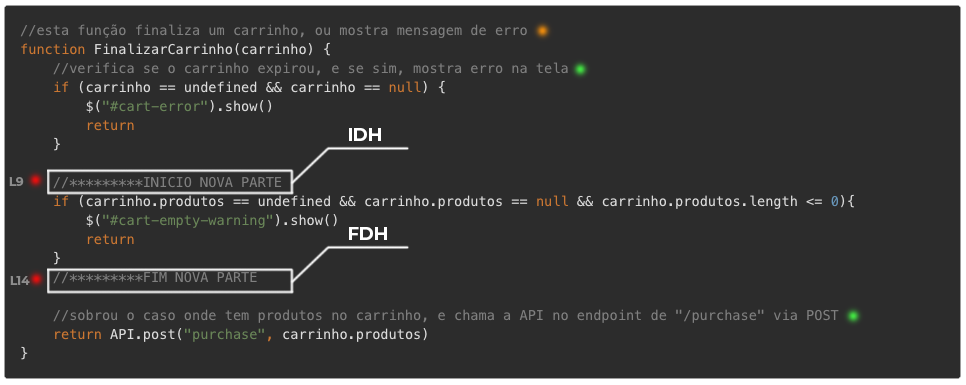 //esta função finaliza um carrinho, ou mostra mensagem de erro
function FinalizarCarrinho(carrinho) {
//verifica se o carrinho expirou, e se sim, mostra erro na tela
if (carrinho == undefined && carrinho == null) {
$("#cart-error").show()
return
}
IDH
L9 //*********INICIO NOVA PARTE
if (carrinho.produtos == undefined && carrinho.produtos == null && carrinho.produtos.length <= 0){
$("#cart-empty-warning").show()
return
FDH
}
L14 //*********FIM NOVA PARTE
//sobrou o caso onde tem produtos no carrinho, e chama a API no endpoint de "/purchase" via POST
return API.post("purchase", carrinho.produtos)
}